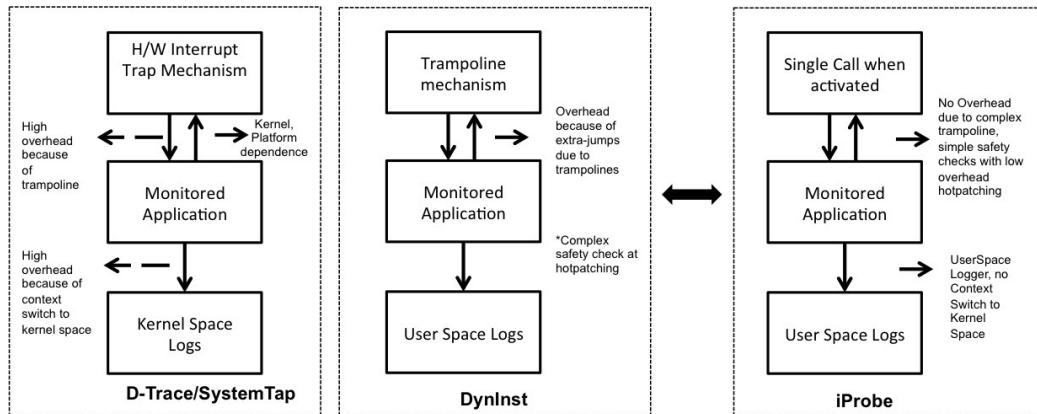 H/W Interrupt
Trap Mechanism
High
overhead
because
of
trampoline
Kernel,
Platform
dependence
Monitored
Application
High
overhead
because of
context
switch to
kernel space
Kernel Space
Logs
D-Trace/SystemTap
Trampoline
mechanism
Overhead
because of
extra-jumps
due to
trampolines
Monitored
Application
*Complex
safety check at
hotpatching
User Space Logs
DynInst
Single Call when
activated
No Overhead
due to complex
trampoline,
simple safety
checks with low
overhead
hotpatching
Monitored
Application
UserSpace
Logger, no
Context
Switch to
Kernel
Space
User Space Logs
iProbe